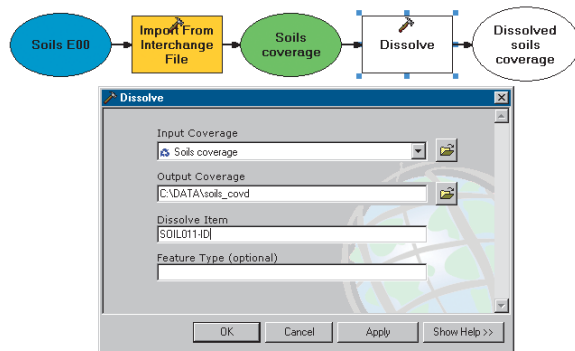 Soils E00
Import From
Interchange
File
Soils
coverage
Dissolve
Dissolved
soils
coverage
Dissolve
Input Coverage
Soils coverage
Output Coverage
C:\DATA\soils_covd
Dissolve Item
SOIL011-ID
Feature Type (optional)
OK
Cancel
Apply
Show Help >>